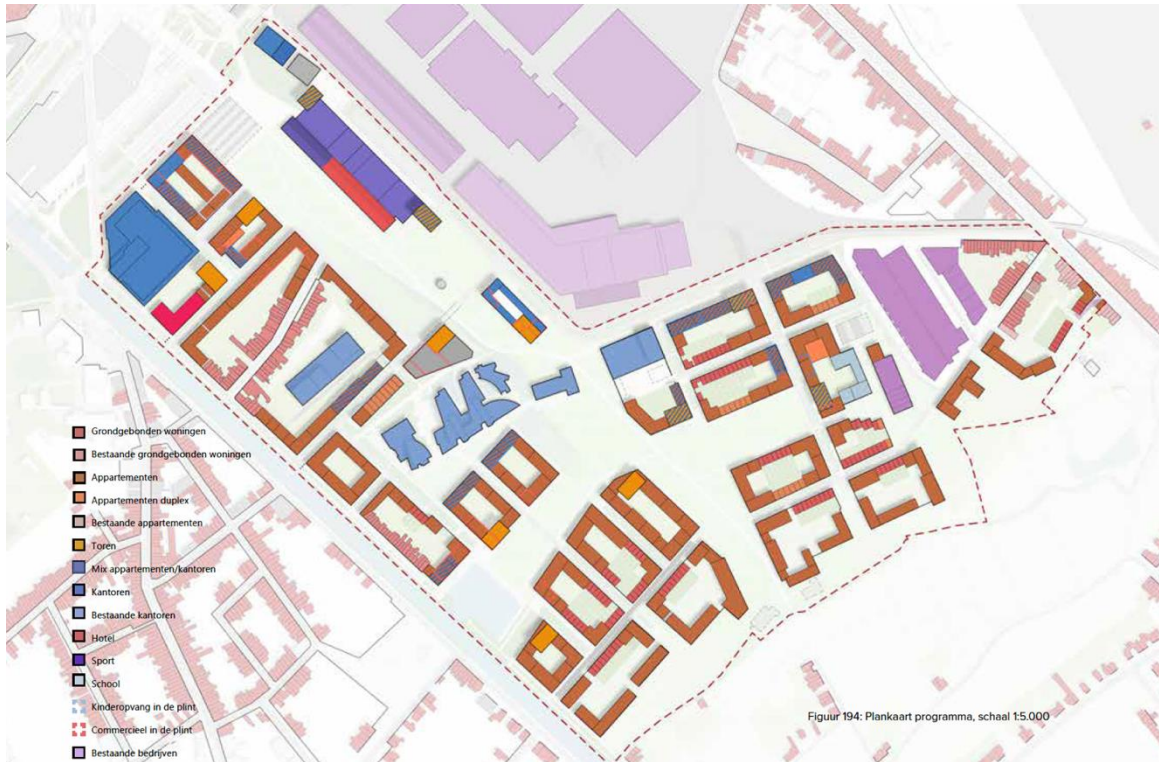 Grondgebonden woningen
Bestaande grondgebonden woningen
Appartementen
Appartementen duplex
Bestaande appartementen
Toren
Mix appartementen/kantoren
Kantoren
Bestaande kantoren
Hotel
Sport
School
Kinderopvang in de plint
Commercieel in de plint
Bestaande bedrijven
Figuur 194: Plankaart programma, schaal 1:5.000